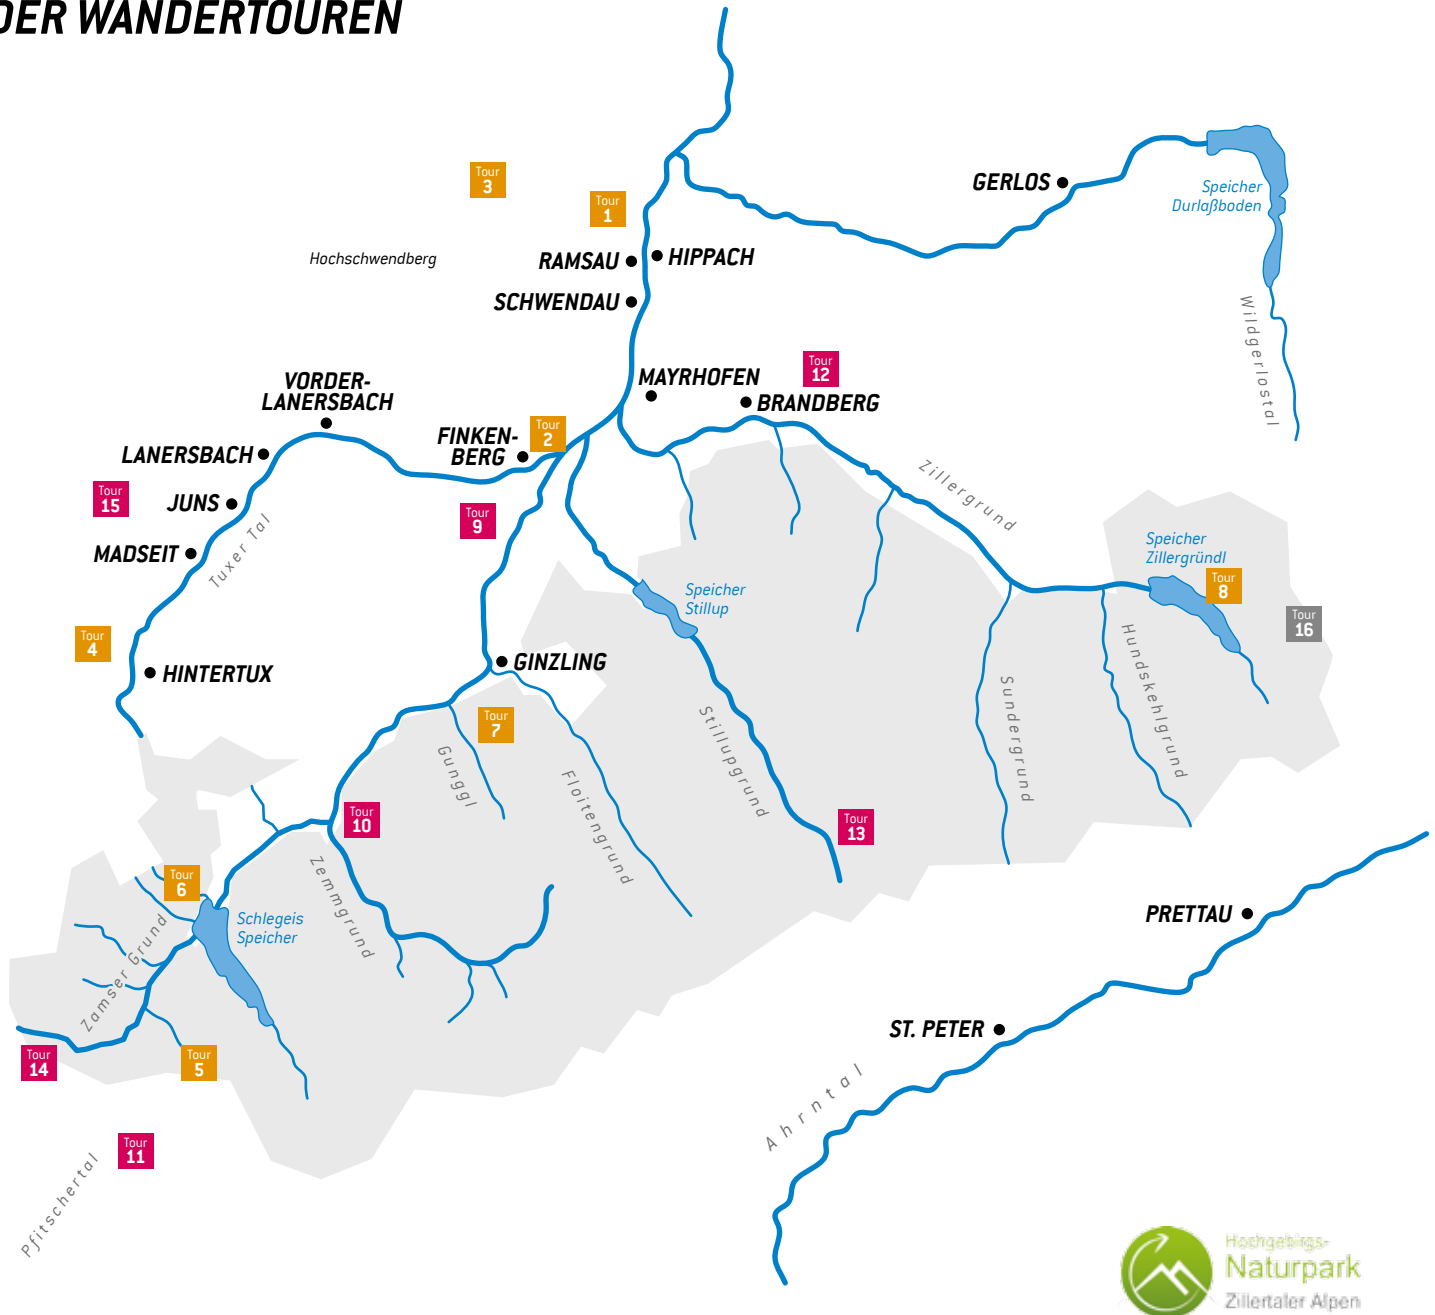 DER WANDERTOUREN
Tour
3
Tour
1
GERLOS
Speicher
Durlaßboden
Hochschwendberg
RAMSAU
HIPPACH
SCHWENDAU
Wildgerlostal
VORDER-
LANERSBACH
MAYRHOFEN
Tour
12
BRANDBERG
LANERSBACH
FINKEN-
BERG
Tour
2
Zillergrund
Tour
15
JUNS
Tour
9
MADSEIT
Tuxer Tal
Speicher
Zillergründl
Tour
8
Speicher
Stillup
Tour
16
Tour
4
HINTERTUX
GINZLING
Hundskehlgrund
Sundergrund
Stillupgrund
Tour
7
Gunggl
Floitengrund
Tour
10
Tour
13
Zemmgrund
Tour
6
Schlegeis
Speicher
Zamser Grund
PRETTAU
ST. PETER
Tour
14
Tour
5
Ahrntal
Tour
11
Pfitschertal
Hochgebirgs-
Naturpark
Zillertaler Alpen